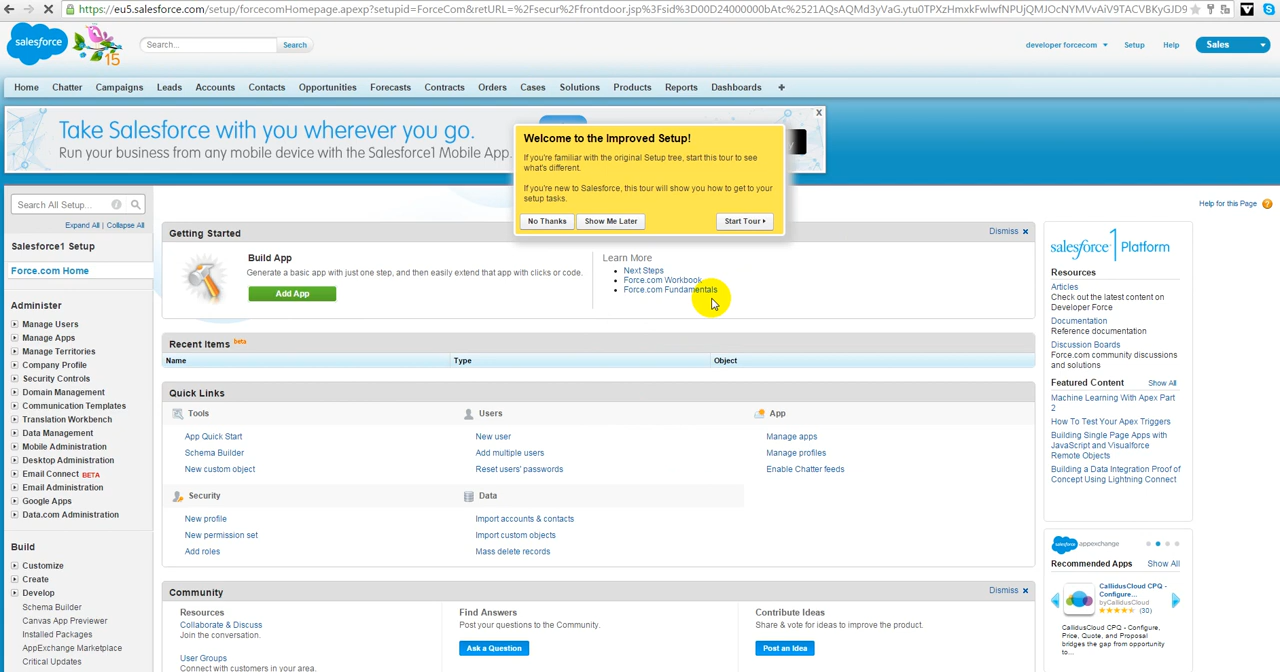 https://eu5.salesforce.com/setup/forcecomHomepage.apexp?setupid=ForceCom&retURL=%2Fsecur%2Ffrontdoor.jsp%3Fsid%3D00D24000000bAtc%2521AQsAQMd3yVaG.ytu0TPXzHmxkFwlwfNPUjQMJOcNYMVvAiV9TACVBKyGJD9
salesforce
15
Search...
Search
developer forcecom
Setup
Help
Sales
Home
Chatter
Campaigns
Leads
Accounts
Contacts
Opportunities
Forecasts
Contracts
Orders
Cases
Solutions
Products
Reports
Dashboards
+
Take Salesforce with you wherever you go.
Run your business from any mobile device with the Salesforce1 Mobile App.
X
Welcome to the Improved Setup!
If you're familiar with the original Setup tree, start this tour to see
what's different.
If you're new to Salesforce, this tour will show you how to get to your
setup tasks.
No Thanks
Show Me Later
Start Tour
Search All Setup...
Expand All | Collapse All
Salesforce1 Setup
Force.com Home
Administer
Manage Users
Manage Apps
Manage Territories
Company Profile
Security Controls
Domain Management
Communication Templates
Translation Workbench
Data Management
Mobile Administration
Desktop Administration
Email Connect BETA
Email Administration
Google Apps
Data.com Administration
Build
Customize
Create
Develop
Schema Builder
Canvas App Previewer
Installed Packages
AppExchange Marketplace
Critical Updates
Help for this Page
Getting Started
Dismiss x
Build App
Generate a basic app with just one step, and then easily extend that app with clicks or code.
Add App
Learn More
Next Steps
Force.com Workbook
Force.com Fundamentals
Recent Items beta
Name
Type
Object
Quick Links
Tools
App Quick Start
Schema Builder
New custom object
Users
New user
Add multiple users
Reset users' passwords
App
Manage apps
Manage profiles
Enable Chatter feeds
Security
New profile
New permission set
Add roles
Data
Import accounts & contacts
Import custom objects
Mass delete records
Community
Dismiss x
Resources
Collaborate & Discuss
Join the conversation.
User Groups
Connect with customers in your area.
Find Answers
Post your questions to the Community.
Ask a Question
Contribute Ideas
Share & vote for ideas to improve the product.
Post an Idea
salesforce1 Platform
Resources
Articles
Check out the latest content on
Developer Force
Documentation
Reference documentation
Discussion Boards
Force.com community discussions
and solutions
Featured Content
Show All
Machine Learning With Apex Part
2
How To Test Your Apex Triggers
Building Single Page Apps with
JavaScript and Visualforce
Remote Objects
Building a Data Integration Proof of
Concept Using Lightning Connect
salesforce appexchange
Recommended Apps
Show All
CallidusCloud CPQ -
Configure...
byCallidusCloud
(30)
CallidusCloud CPQ - Configure,
Price, Quote, and Proposal
bridges the gap from opportunity
to...